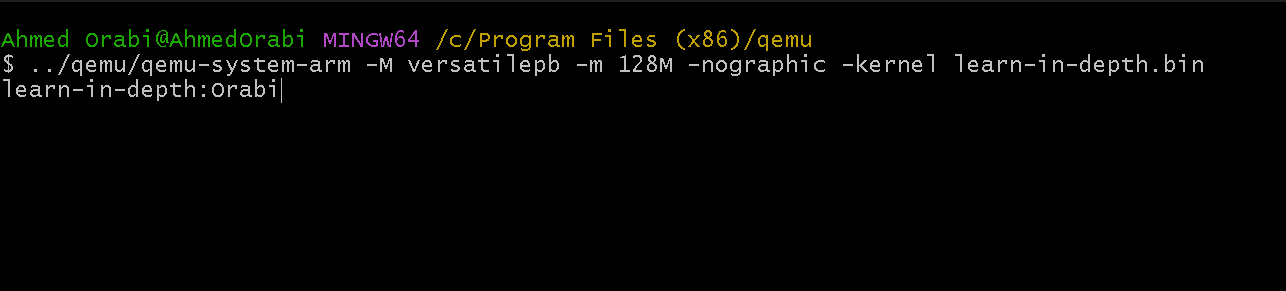 Ahmed Orabi@AhmedOrabi MINGW64 /c/Program Files (x86)/qemu
$ ../qemu/qemu-system-arm -M versatilepb -m 128M -nographic -kernel learn-in-depth.bin
learn-in-depth:Orabi